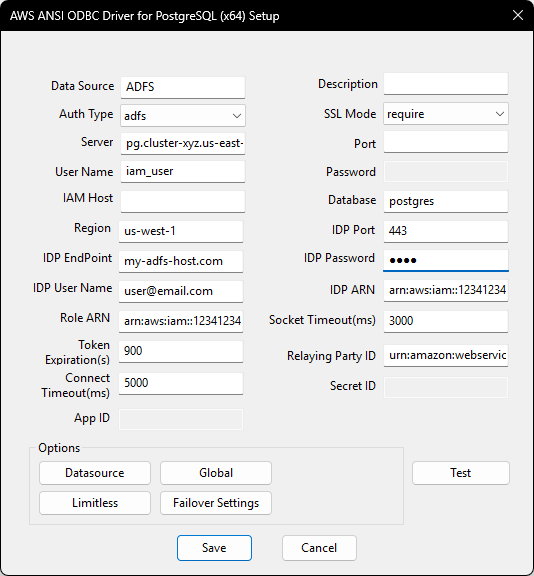 AWS ANSI ODBC Driver for PostgreSQL (x64) Setup
Data Source ADFS
Description
Auth Type adfs
SSL Mode require
Server pg.cluster-xyz.us-east-
Port
User Name iam_user
Password
IAM Host
Database postgres
Region us-west-1
IDP Port 443
IDP EndPoint my-adfs-host.com
IDP Password ●●●●
IDP User Name user@email.com
IDP ARN arn:aws:iam::12341234
Role ARN arn:aws:iam::12341234
Socket Timeout(ms) 3000
Token
Expiration(s) 900
Relaying Party ID urn:amazon:webservic
Connect
Timeout(ms) 5000
Secret ID
App ID
Options
Datasource Global Test
Limitless Failover Settings
Save Cancel